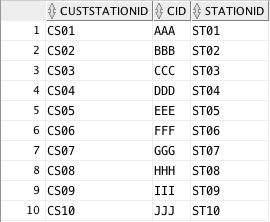 CUSTSTATIONID CID STATIONID
1 CS01 AAA ST01
2 CS02 BBB ST02
3 CS03 CCC ST03
4 CS04 DDD ST04
5 CS05 EEE ST05
6 CS06 FFF ST06
7 CS07 GGG ST07
8 CS08 HHH ST08
9 CS09 III ST09
10 CS10 JJJ ST10